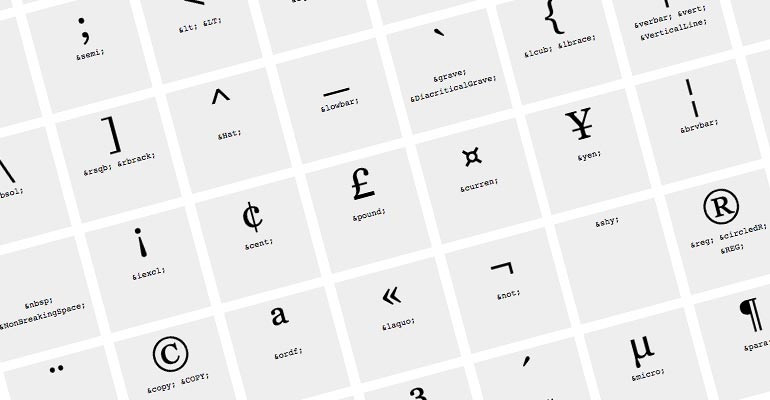 ;
&semi;
&lt; &LT;
`
&grave;
&DiacriticalGrave;
{
&lcub; &lbrace;
&verbar; &vert;
&VerticalLine;
\
bsol;
]
&rsqb; &rbrack;
^
&Hat;
_
&lowbar;
¤
&curren;
¥
&yen;
¦
&brvbar;
&nbsp;
&NonBreakingSpace;
¡
&iexcl;
¢
&cent;
£
&pound;
¬
&not;
&shy;
®
&reg; &circledR;
&REG;
¨
©
&copy; &COPY;
a
&ordf;
«
&laquo;
´
µ
&micro;
¶
&para;
3